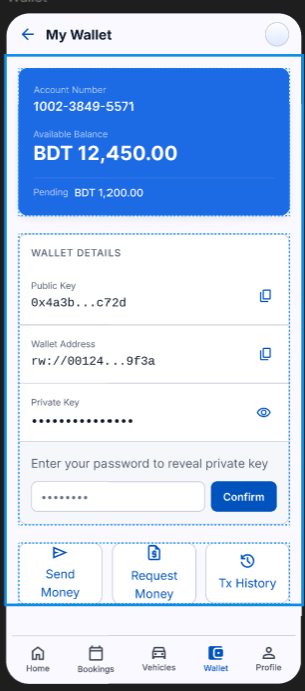 My Wallet
Account Number
1002-3849-5571
Available Balance
BDT 12,450.00
Pending BDT 1,200.00
WALLET DETAILS
Public Key
0x4a3b...c72d
Wallet Address
rw://00124...9f3a
Private Key
•••••••••••••••
Enter your password to reveal private key
•••••••• Confirm
Send
Money
Request
Money
Tx History
Home Bookings Vehicles Wallet Profile